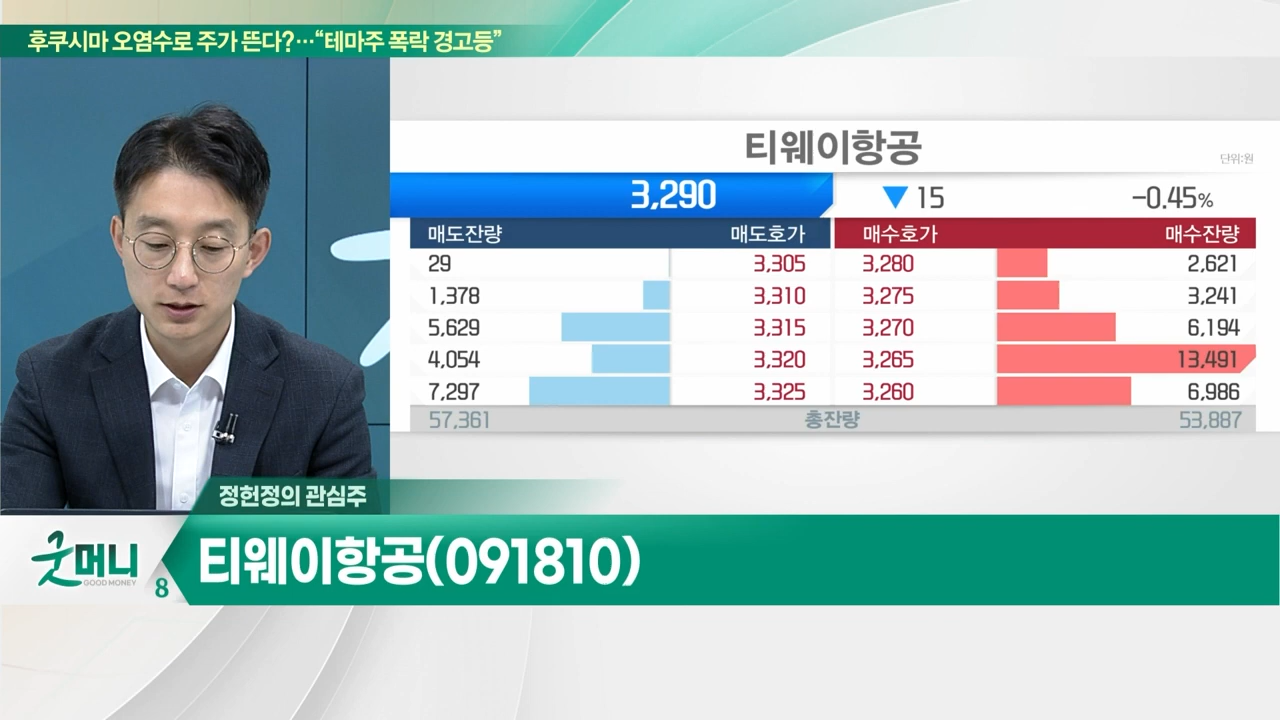 후쿠시마 오염수로 주가 뜬다?…“테마주 폭락 경고등”
티웨이항공
단위:원
3,290 ▼15 -0.45%
매도잔량 매도호가 매수호가 매수잔량
29 3,305 3,280 2,621
1,378 3,310 3,275 3,241
5,629 3,315 3,270 6,194
4,054 3,320 3,265 13,491
7,297 3,325 3,260 6,986
57,361 총잔량 53,887
정헌정의 관심주
굿머니
GOOD MONEY
8
티웨이항공(091810)